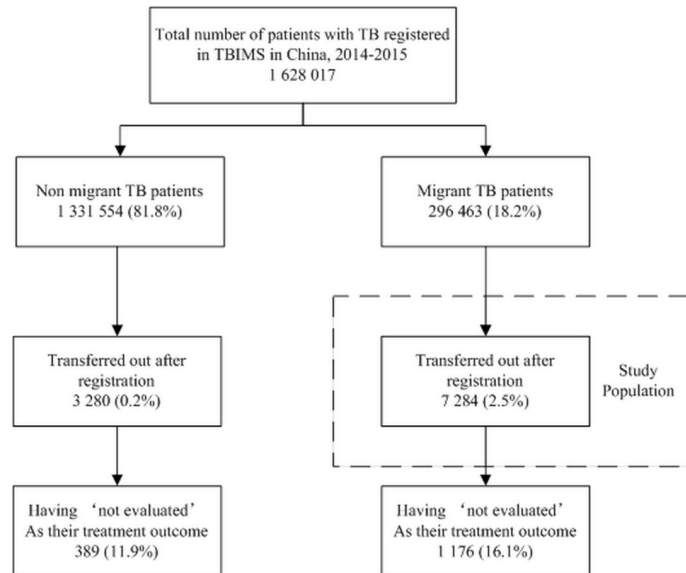 Total number of patients with TB registered
in TBIMS in China, 2014-2015
1 628 017
Non migrant TB patients
1 331 554 (81.8%)
Migrant TB patients
296 463 (18.2%)
Transferred out after
registration
3 280 (0.2%)
Transferred out after
registration
7 284 (2.5%)
Study
Population
Having ‘not evaluated’
As their treatment outcome
389 (11.9%)
Having ‘not evaluated’
As their treatment outcome
1 176 (16.1%)